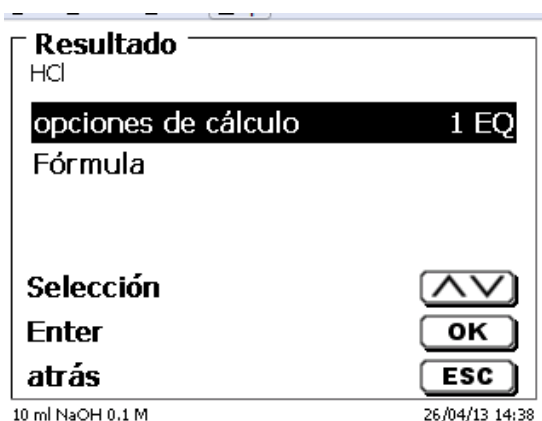 Resultado
HCl
opciones de cálculo 1 EQ
Fórmula
Selección
Enter OK
atrás ESC
10 ml NaOH 0.1 M 26/04/13 14:38